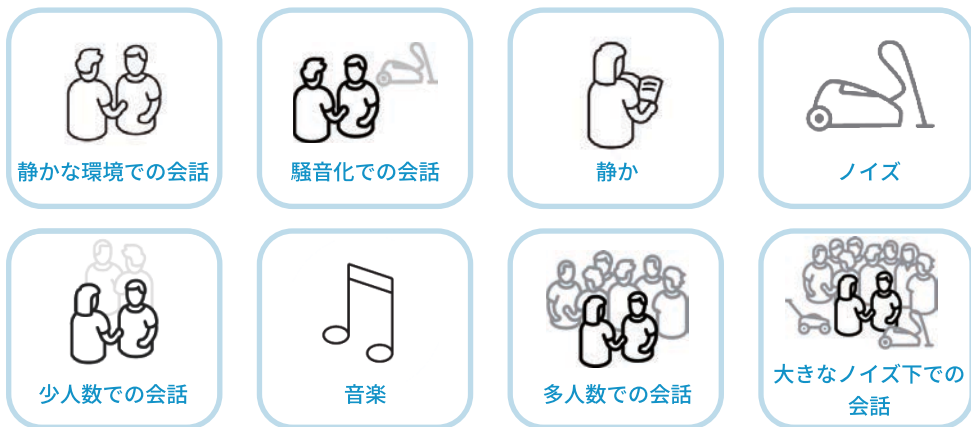 静かな環境での会話
騒音化での会話
静か
ノイズ
少人数での会話
音楽
多人数での会話
大きなノイズ下での
会話